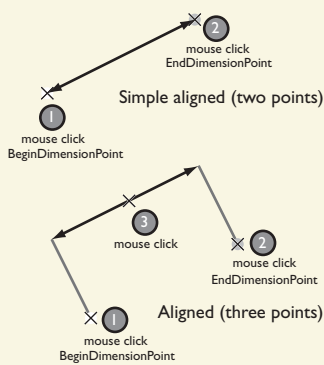 2
mouse click
EndDimensionPoint
Simple aligned (two points)
1
mouse click
BeginDimensionPoint
3
mouse click
2
mouse click
EndDimensionPoint
Aligned (three points)
1
mouse click
BeginDimensionPoint